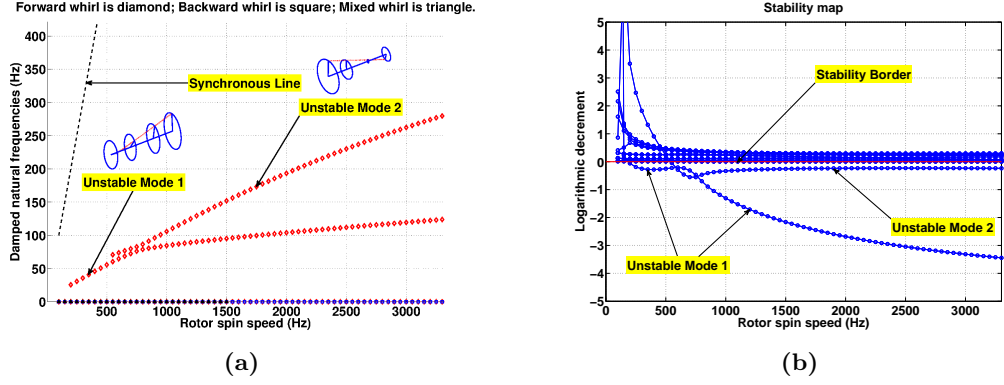 Forward whirl is diamond; Backward whirl is square; Mixed whirl is triangle.
Damped natural frequencies (Hz)
400
350
300
250
200
150
100
50
0
Synchronous Line
Unstable Mode 2
Unstable Mode 1
500
1000
1500
2000
2500
3000
Rotor spin speed (Hz)
(a)
Stability map
Logarithmic decrement
5
4
3
2
1
0
−1
−2
−3
−4
−5
Stability Border
Unstable Mode 2
Unstable Mode 1
500
1000
1500
2000
2500
3000
Rotor spin speed (Hz)
(b)